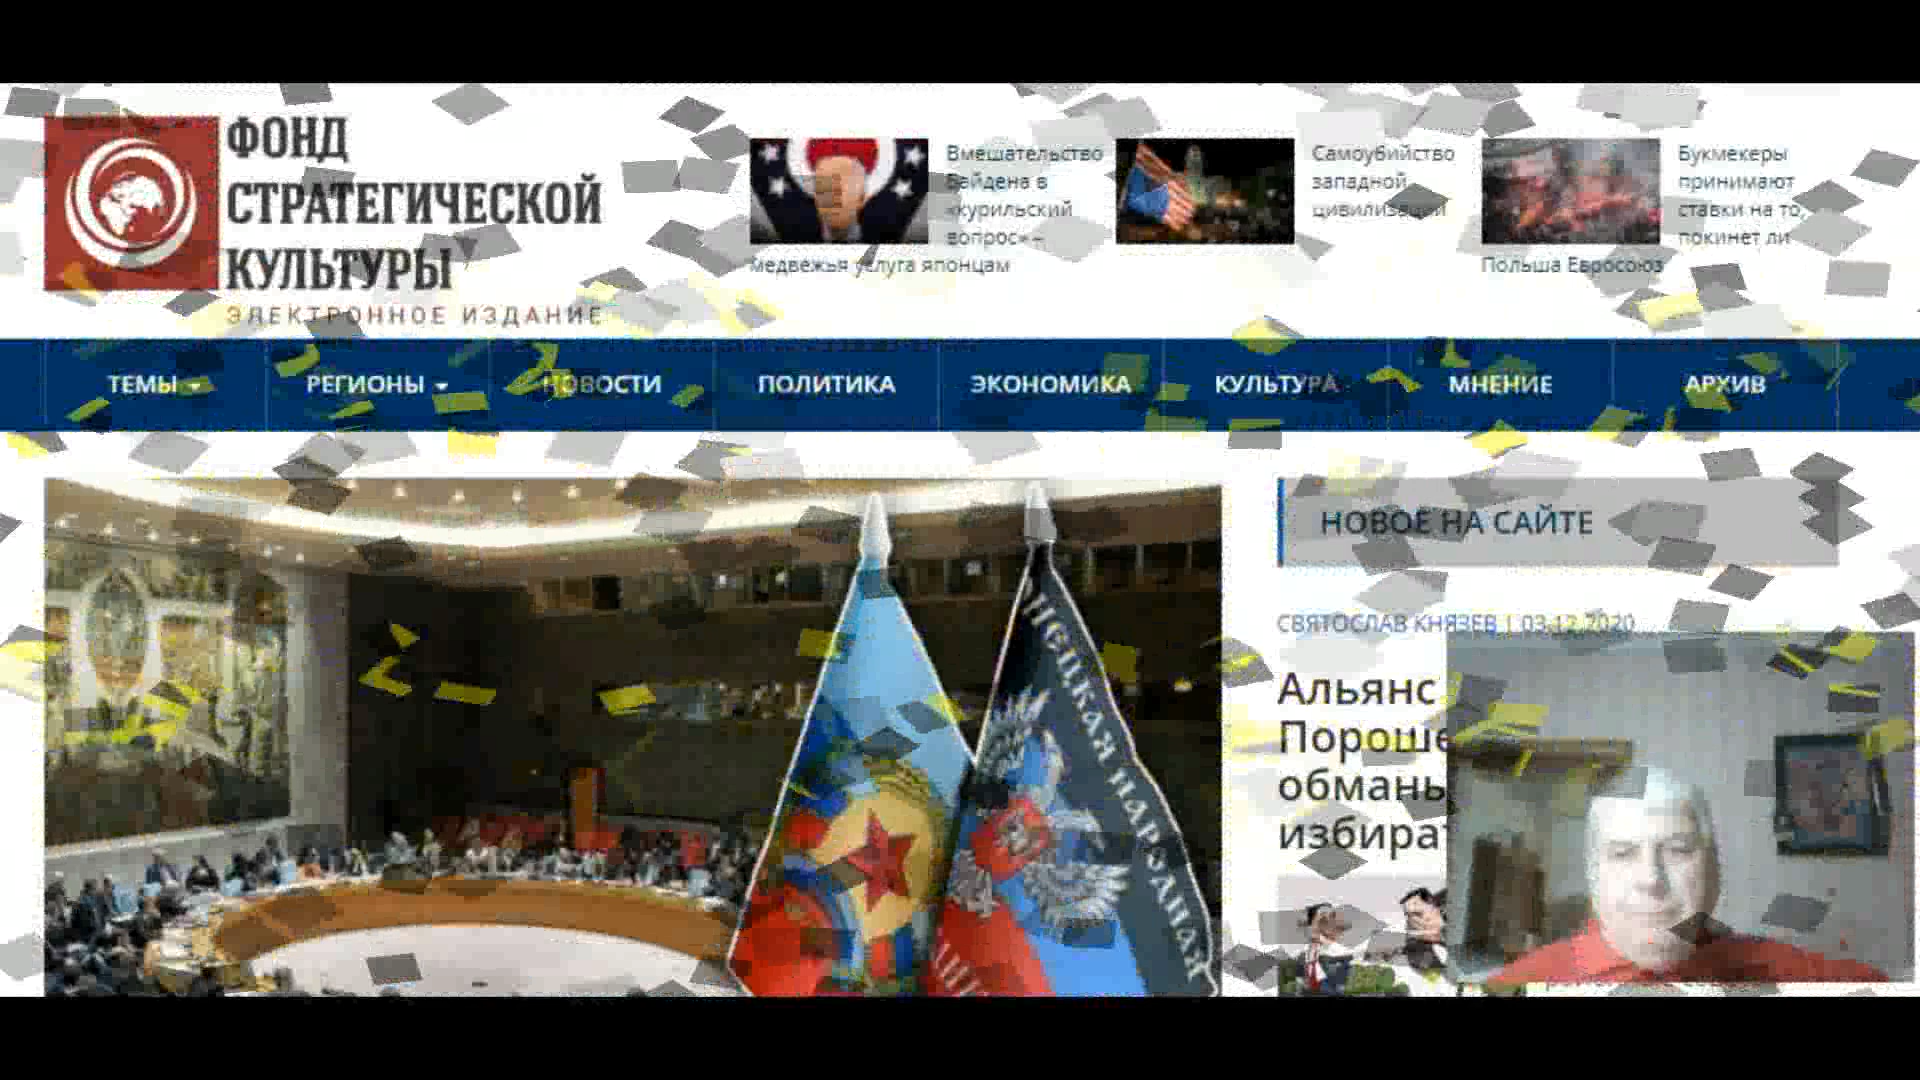 ФОНД
СТРАТЕГИЧЕСКОЙ
КУЛЬТУРЫ
ЭЛЕКТРОННОЕ ИЗДАНИЕ
Вмешательство
Байдена в
«курильский
вопрос» –
медвежья услуга японцам
Самоубийство
западной
цивилизации
Букмекеры
принимают
ставки на то,
покинет ли
Польша Евросоюз
ТЕМЫ
РЕГИОНЫ
НОВОСТИ
ПОЛИТИКА
ЭКОНОМИКА
КУЛЬТУРА
МНЕНИЕ
АРХИВ
НОВОЕ НА САЙТЕ
СВЯТОСЛАВ КНЯЗЕВ | 03.12.2020
Альянс
Пороше
обманы
избират
НЕЦКАЯ НАРОДНАЯ